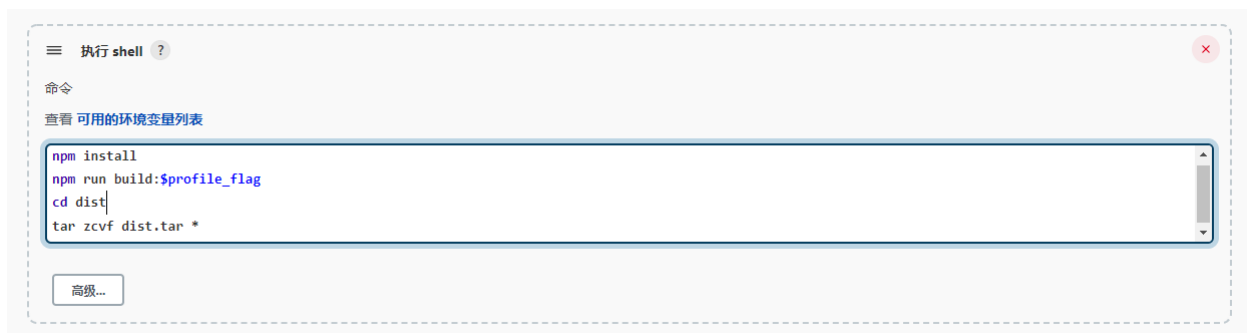 执行 shell ?
命令
查看 可用的环境变量列表
npm install
npm run build:$profile_flag
cd dist
tar zcvf dist.tar *
高级...